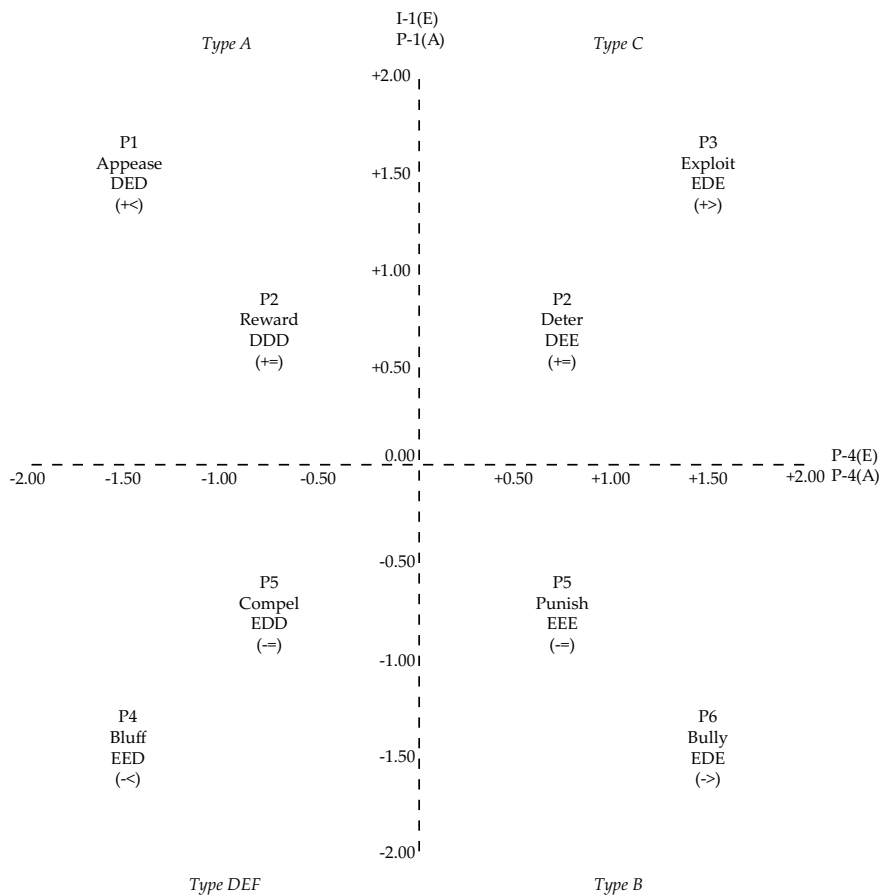 I-1(E)
P-1(A)
Type A
Type C
+2.00
P1
Appease
DED
(+<)
+1.50
P3
Exploit
EDE
(+>)
+1.00
P2
Reward
DDD
(+=)
P2
Deter
DEE
(+=)
+0.50
0.00
P-4(E)
-2.00 -1.50 -1.00 -0.50 +0.50 +1.00 +1.50 +2.00 P-4(A)
-0.50
P5
Compel
EDD
(-=)
P5
Punish
EEE
(-=)
-1.00
P4
Bluff
EED
(-<)
-1.50
P6
Bully
EDE
(->)
-2.00
Type DEF
Type B